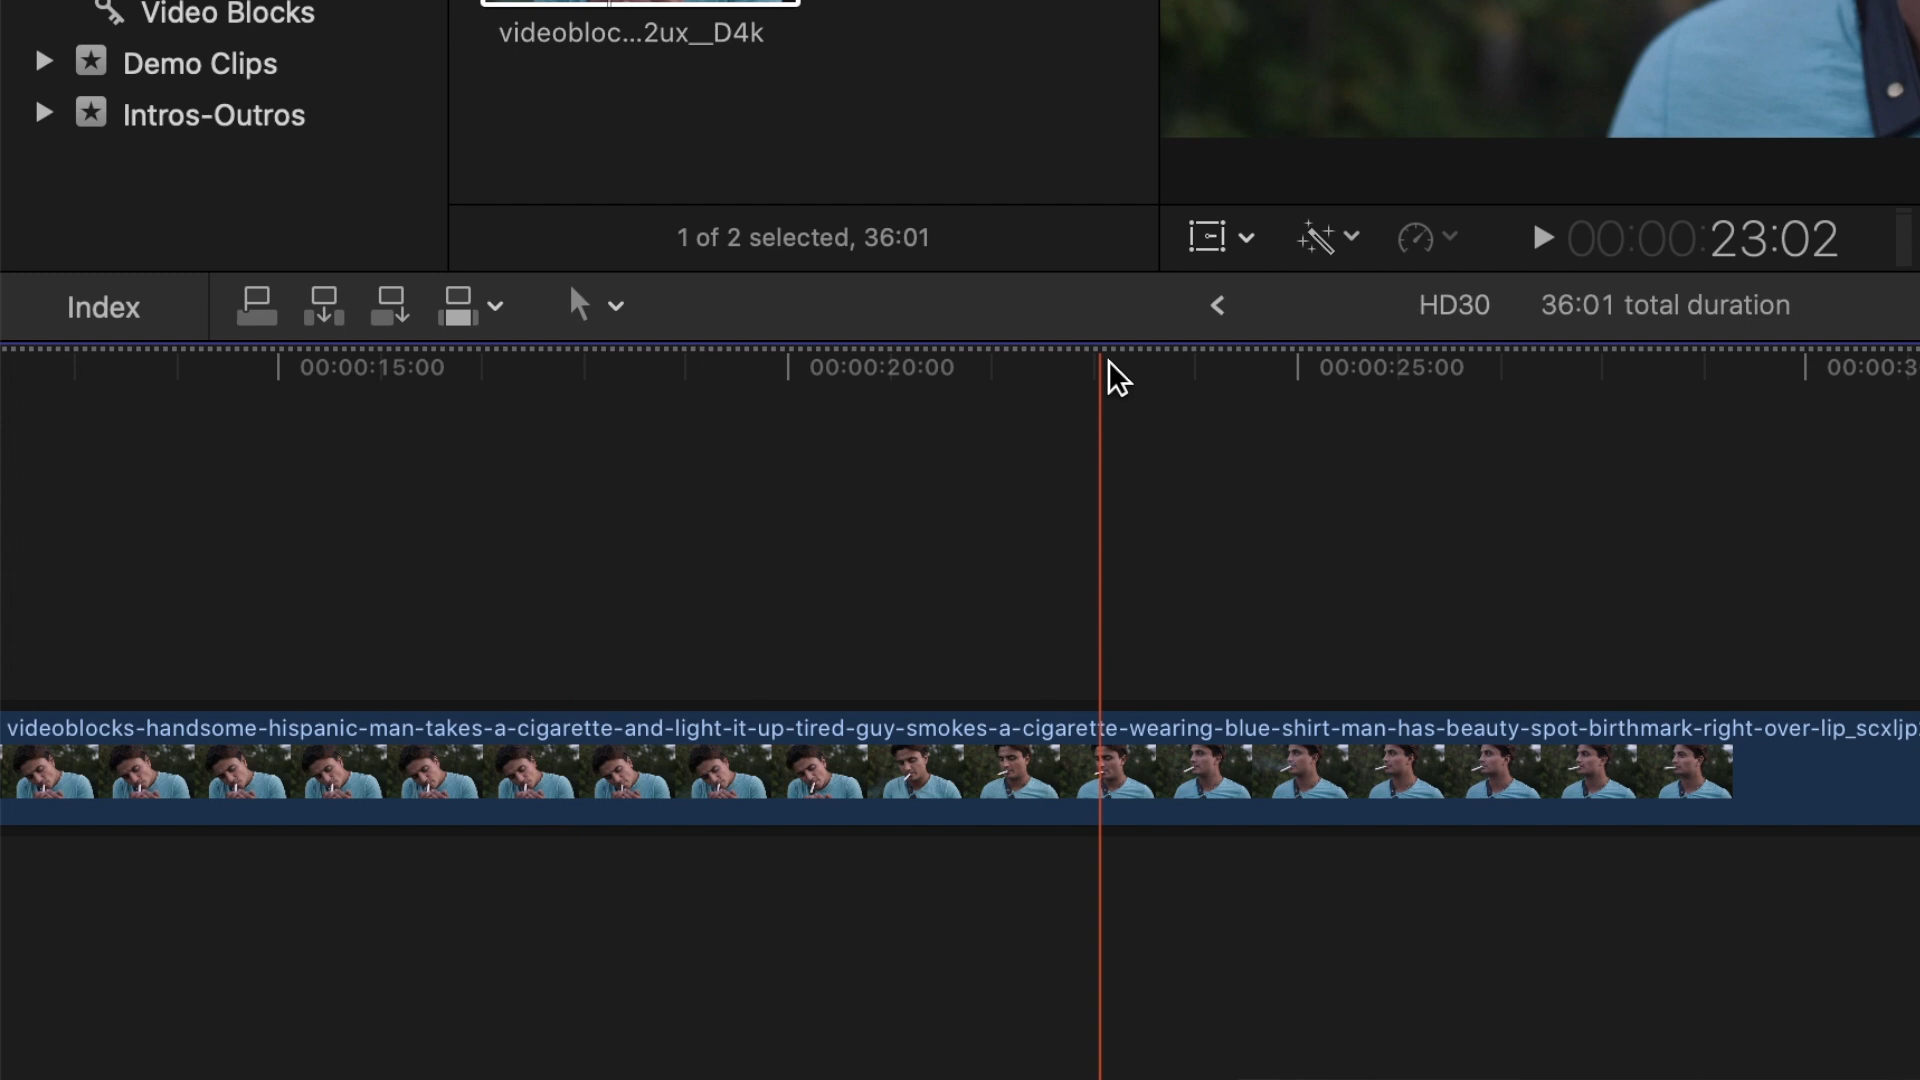 Video Blocks
videobloc...2ux__D4k
Demo Clips
Intros-Outros
1 of 2 selected, 36:01
00:00:23:02
Index
HD30
36:01 total duration
00:00:15:00
00:00:20:00
00:00:25:00
00:00:3
videoblocks-handsome-hispanic-man-takes-a-cigarette-and-light-it-up-tired-guy-smokes-a-cigarette-wearing-blue-shirt-man-has-beauty-spot-birthmark-right-over-lip_scxljp